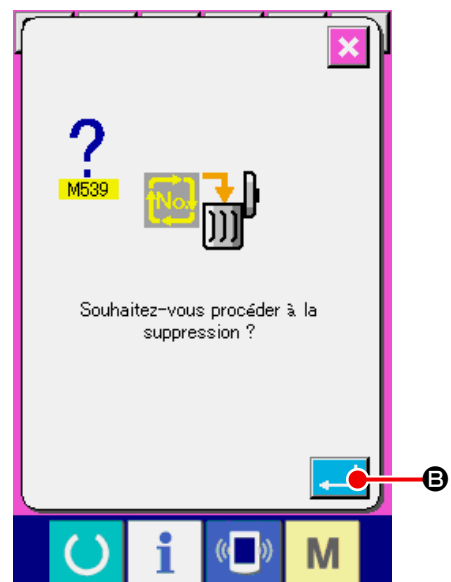 ?
M539
No.
Souhaitez-vous procéder à la
suppression ?
B
i
M